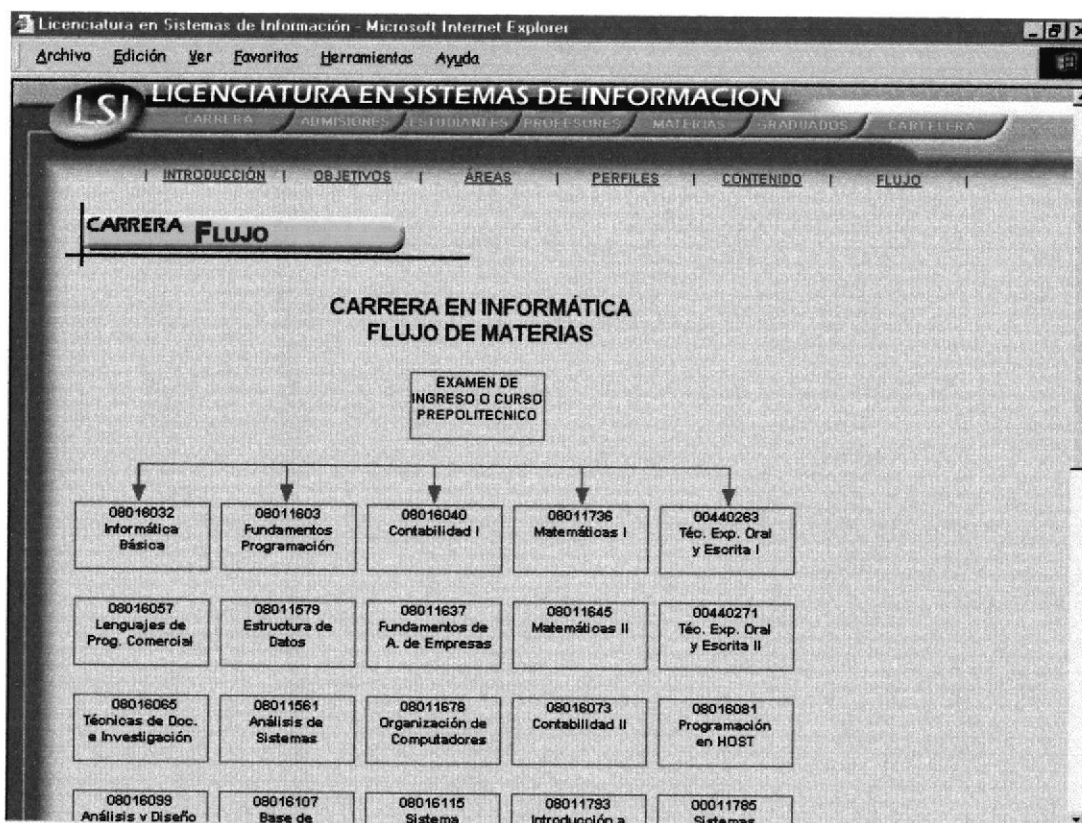 Licenciatura en Sistemas de Información - Microsoft Internet Explorer
Archivo Edición Ver Favoritos Herramientas Ayuda
LSI LICENCIATURA EN SISTEMAS DE INFORMACION
CARRERA ADMISIONES ESTUDIANTES PROFESORES MATERIAS GRADUADOS CARTELERA
| INTRODUCCIÓN | OBJETIVOS | ÁREAS | PERFILES | CONTENIDO | FLUJO |
CARRERA FLUJO
CARRERA EN INFORMÁTICA
FLUJO DE MATERIAS
EXAMEN DE
INGRESO O CURSO
PREPOLITECNICO
08016032
Informática
Básica
08011603
Fundamentos
Programación
08016040
Contabilidad I
08011736
Matemáticas I
00440263
Téc. Exp. Oral
y Escrita I
08016057
Lenguajes de
Prog. Comercial
08011579
Estructura de
Datos
08011637
Fundamentos de
A. de Empresas
08011645
Matemáticas II
00440271
Téc. Exp. Oral
y Escrita II
08016065
Técnicas de Doc.
e Investigación
08011561
Análisis de
Sistemas
08011678
Organización de
Computadores
08016073
Contabilidad II
08016081
Programación
en HOST
08016099
Análisis y Diseño
08016107
Base de
08016115
Sistema
08011793
Introducción a
00011785
Sistemas